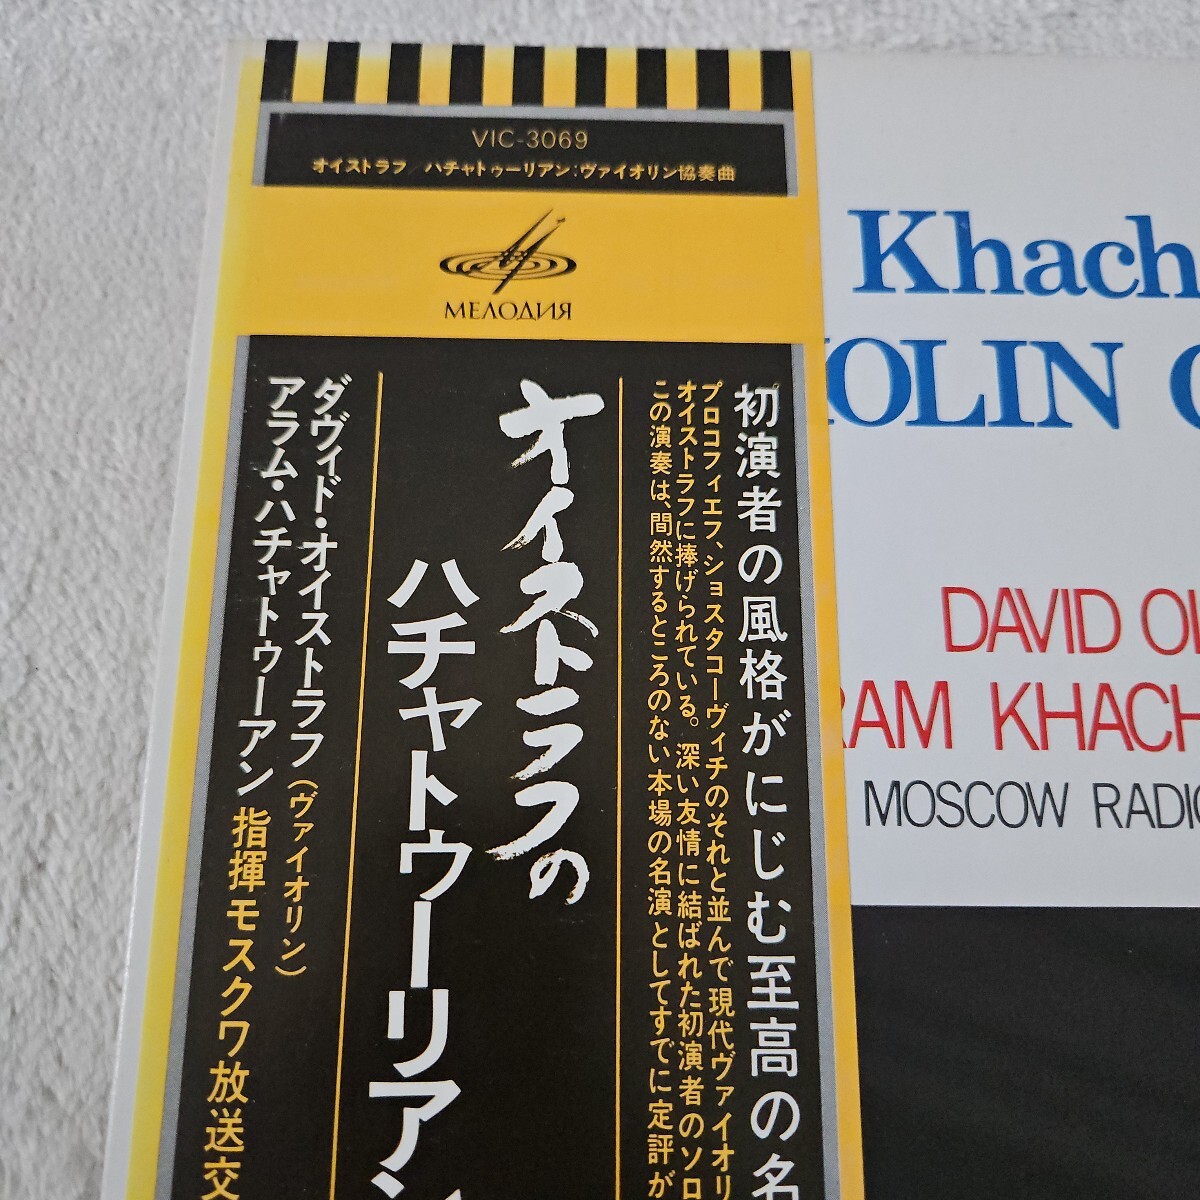 VIC-3069
オイストラフ/ハチャトゥーリアン:ヴァイオリン協奏曲
МЕЛОДИЯ
初演者の風格がにじむ至高の名
プロコフィエフ、ショスタコーヴィチのそれと並んで現代ヴァイオリ
オイストラフに捧げられている。深い友情に結ばれた初演者のソロ
この演奏は、間然するところのない本場の名演としてすでに定評が
オイストラフの
ハチャトゥーリアン
ダヴィド・オイストラフ(ヴァイオリン)
アラム・ハチャトゥーアン 指揮モスクワ放送交
Khach
OLIN
DAVID OI
RAM KHACH
MOSCOW RADIO